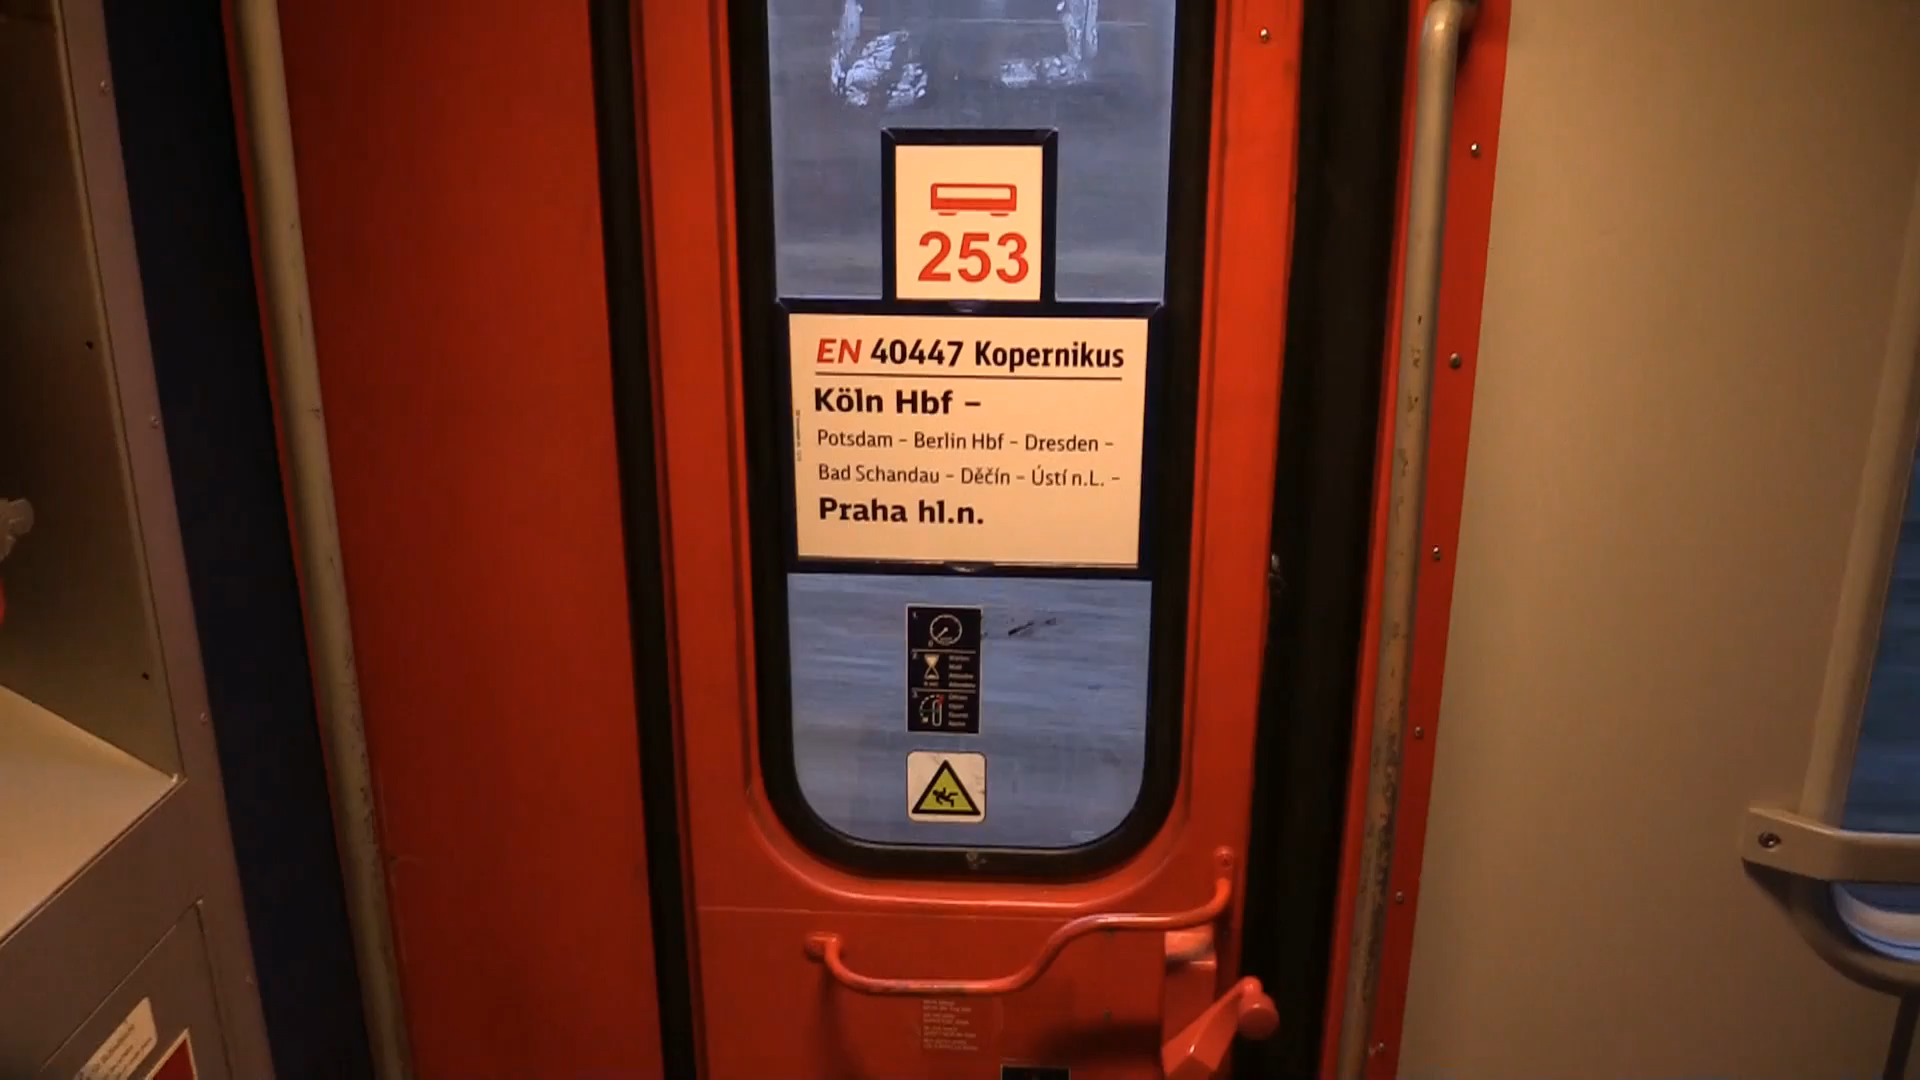 253
EN 40447 Kopernikus
Köln Hbf –
Potsdam – Berlin Hbf – Dresden –
Bad Schandau – Děčín – Ústí n.L. –
Praha hl.n.